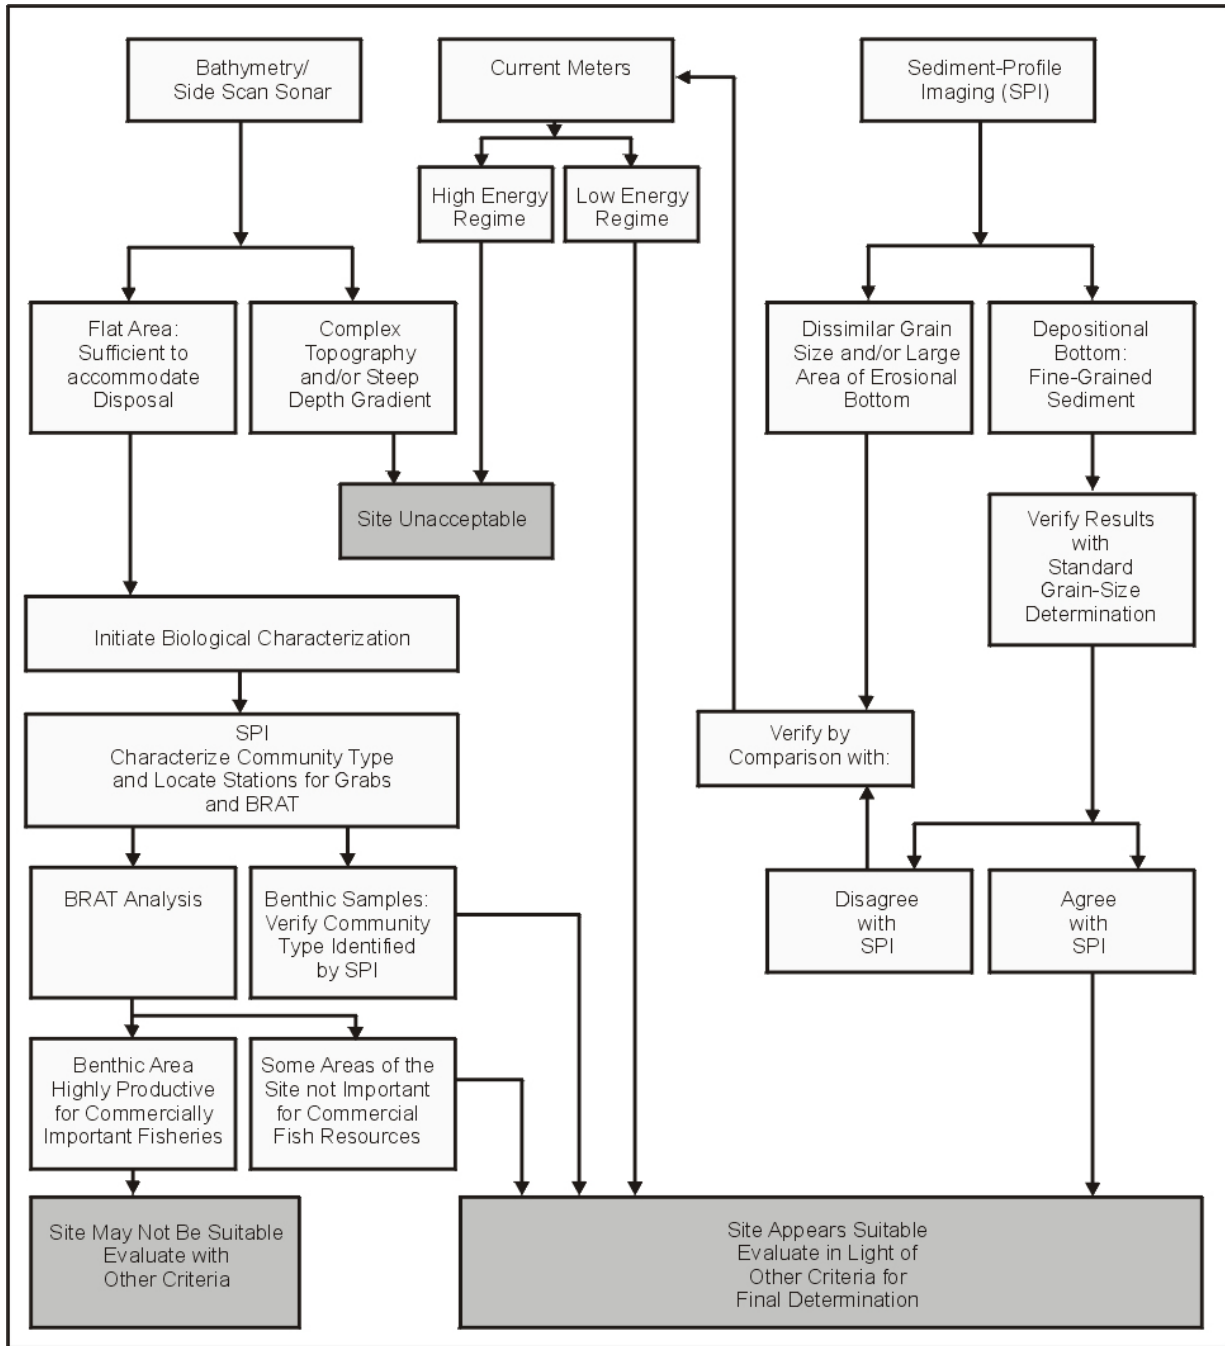 Bathymetry/
Side Scan Sonar
Current Meters
Sediment-Profile
Imaging (SPI)
High Energy
Regime
Low Energy
Regime
Flat Area:
Sufficient to
accommodate
Disposal
Complex
Topography
and/or Steep
Depth Gradient
Dissimilar Grain
Size and/or Large
Area of Erosional
Bottom
Depositional
Bottom:
Fine-Grained
Sediment
Site Unacceptable
Verify Results
with
Standard
Grain-Size
Determination
Initiate Biological Characterization
SPI
Characterize Community Type
and Locate Stations for Grabs
and BRAT
Verify by
Comparison with:
BRAT Analysis
Benthic Samples:
Verify Community
Type Identified
by SPI
Disagree
with
SPI
Agree
with
SPI
Benthic Area
Highly Productive
for Commercially
Important Fisheries
Some Areas of the
Site not Important
for Commercial
Fish Resources
Site May Not Be Suitable
Evaluate with
Other Criteria
Site Appears Suitable
Evaluate in Light of
Other Criteria for
Final Determination